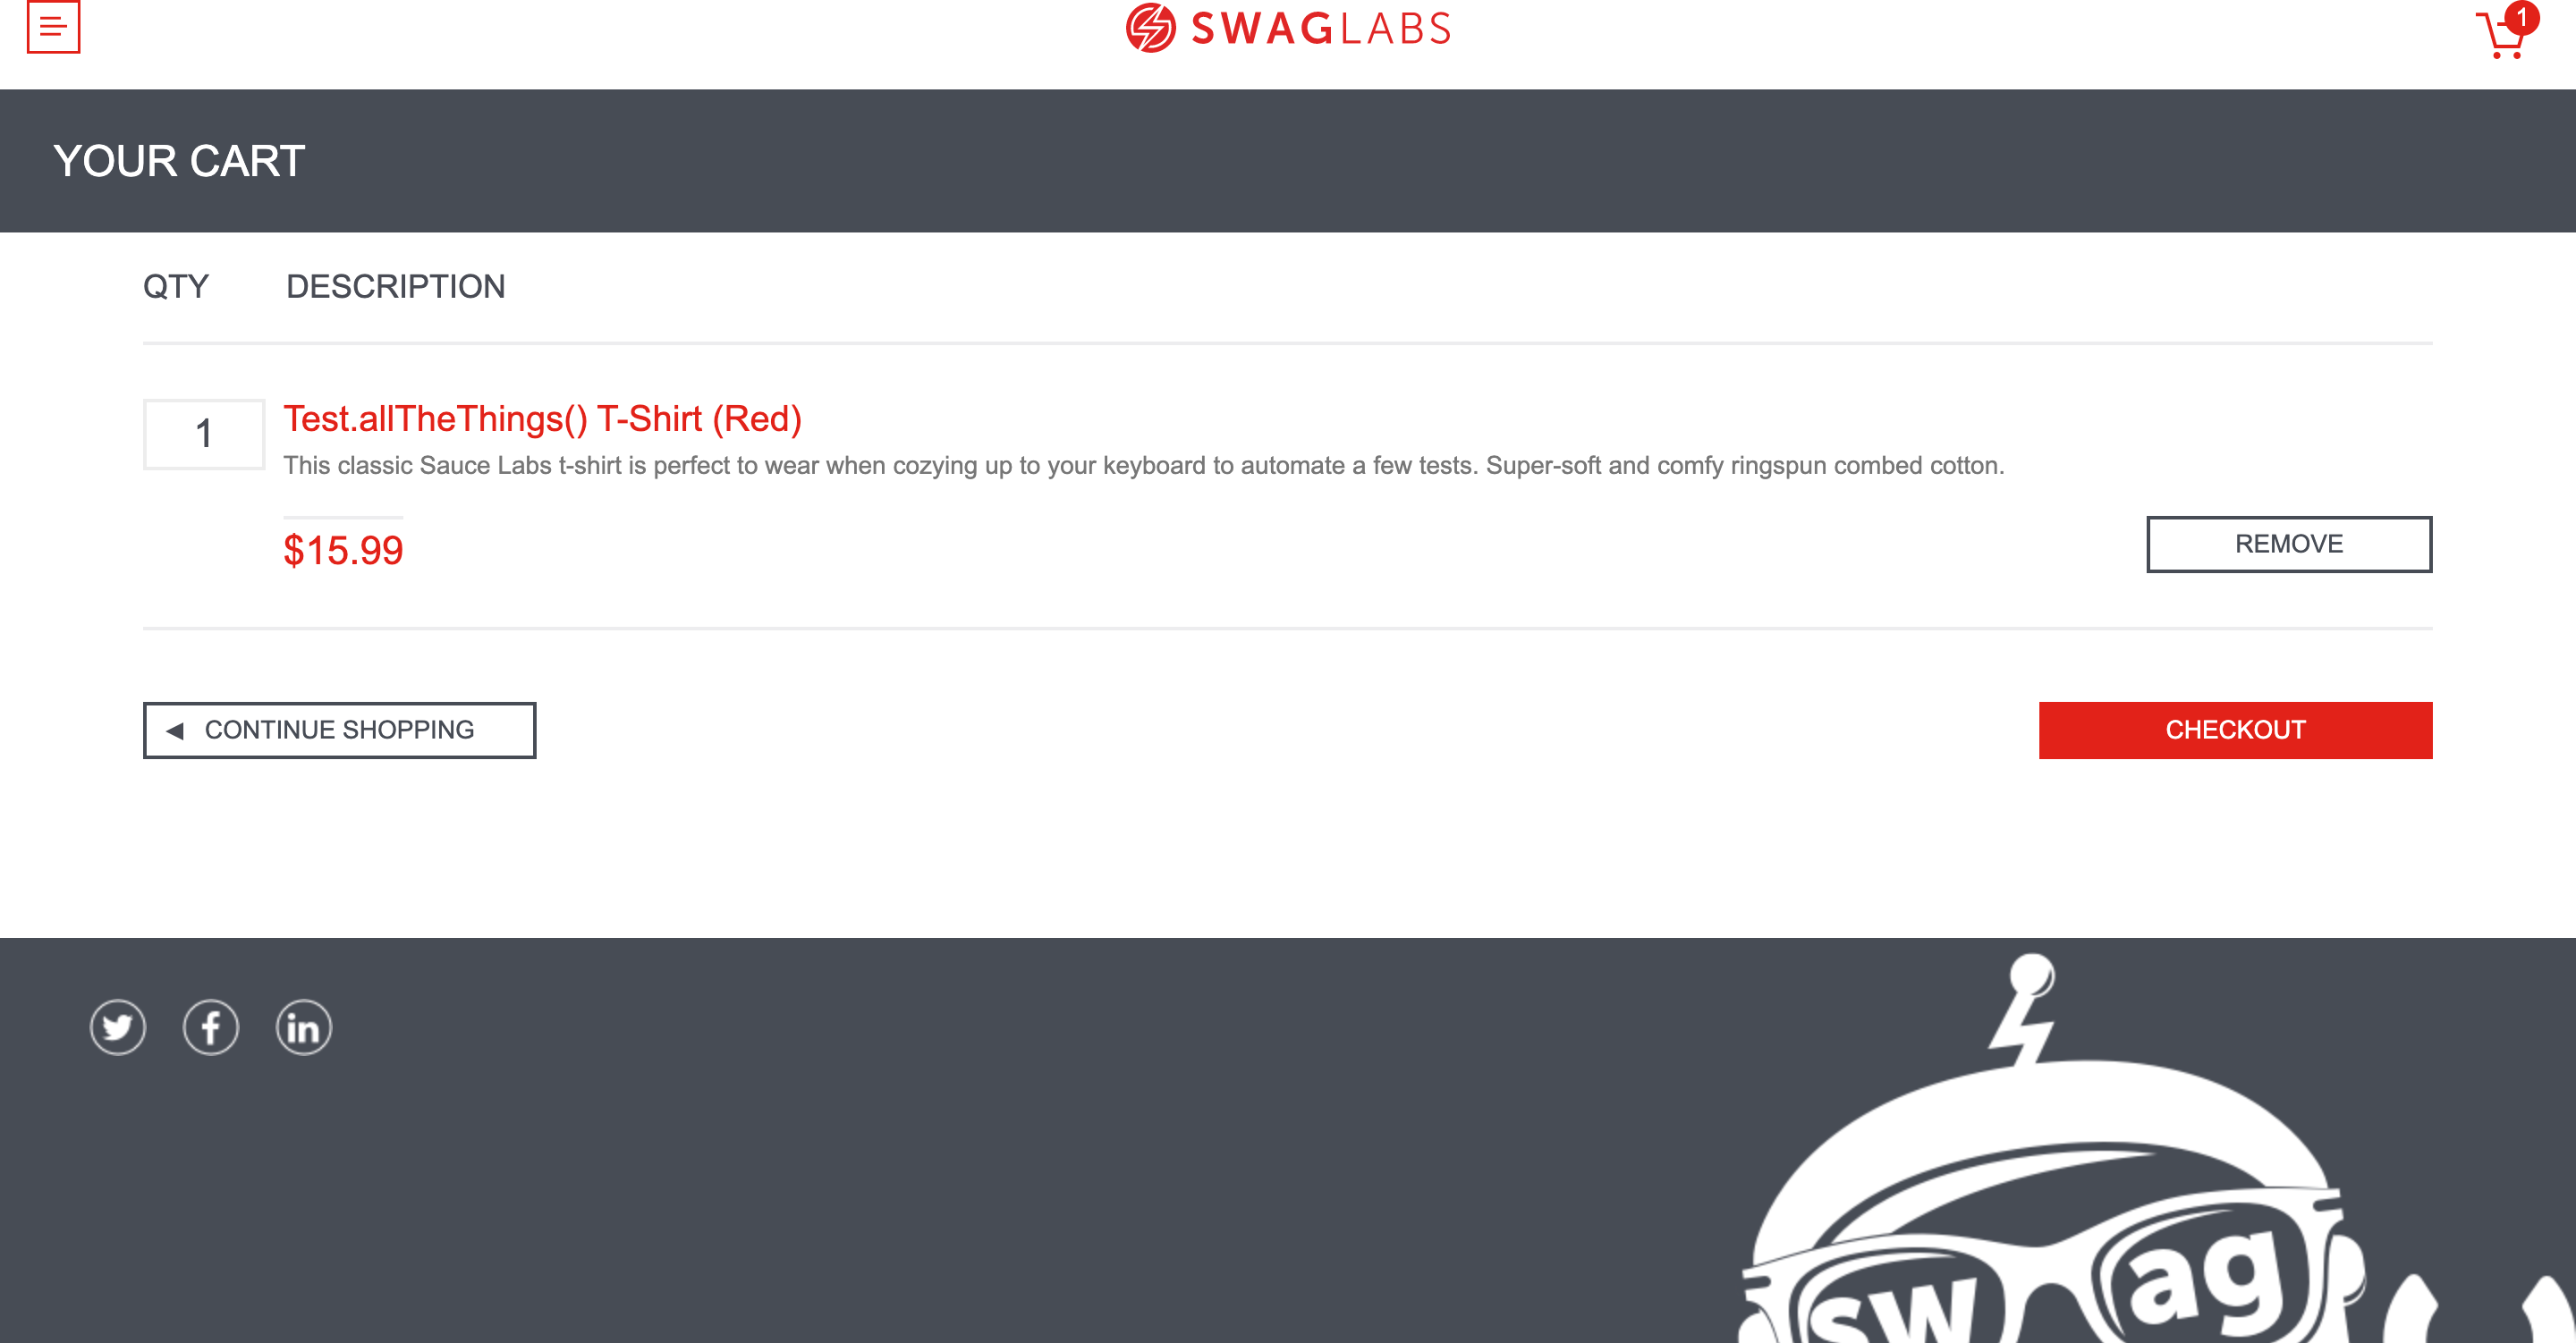 SWAGLABS
1
YOUR CART
QTY DESCRIPTION
1
Test.allTheThings() T-Shirt (Red)
This classic Sauce Labs t-shirt is perfect to wear when cozying up to your keyboard to automate a few tests. Super-soft and comfy ringspun combed cotton.
$15.99
REMOVE
CONTINUE SHOPPING
CHECKOUT
in
sw ag